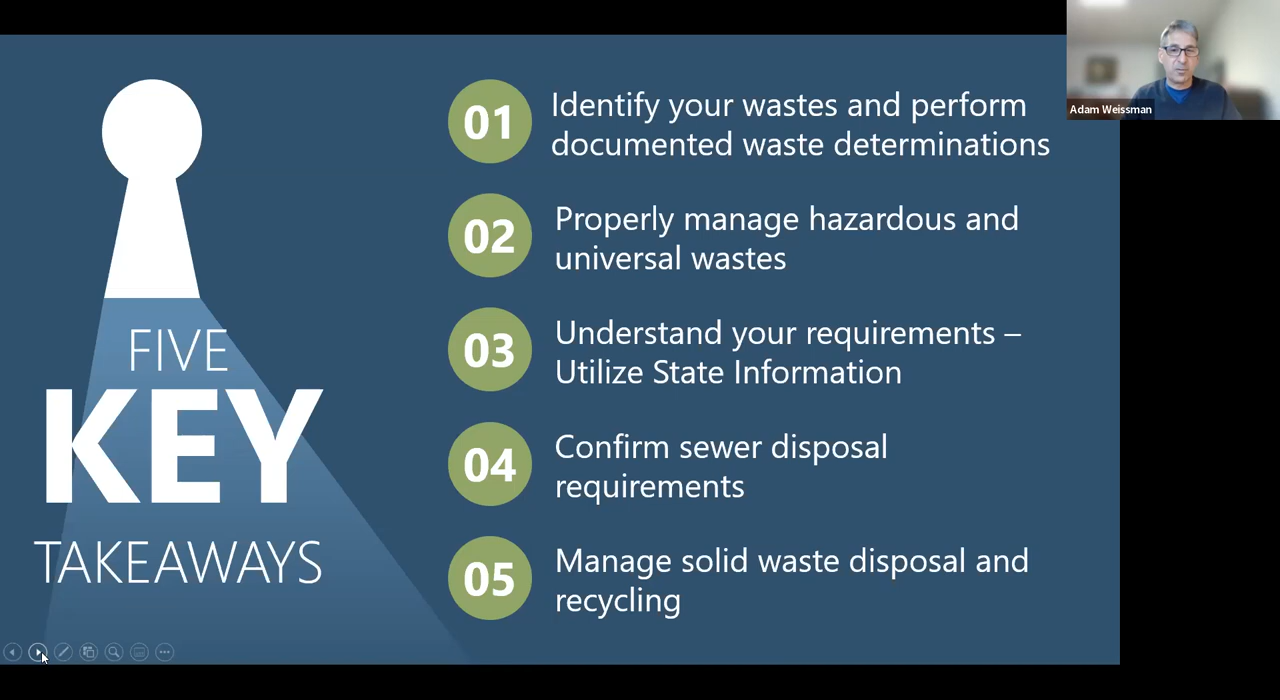 FIVE
KEY
TAKEAWAYS
01
Identify your wastes and perform
documented waste determinations
02
Properly manage hazardous and
universal wastes
03
Understand your requirements –
Utilize State Information
04
Confirm sewer disposal
requirements
05
Manage solid waste disposal and
recycling
Adam Weissman